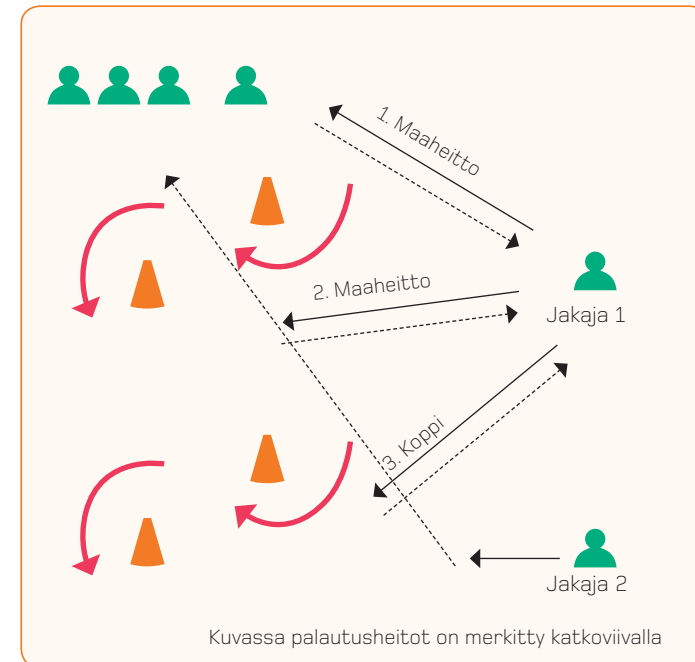 1. Maaheitto
Jakaja 1
2. Maaheitto
3. Koppi
Jakaja 2
Kuvassa palautusheitot on merkitty katkoviivalla